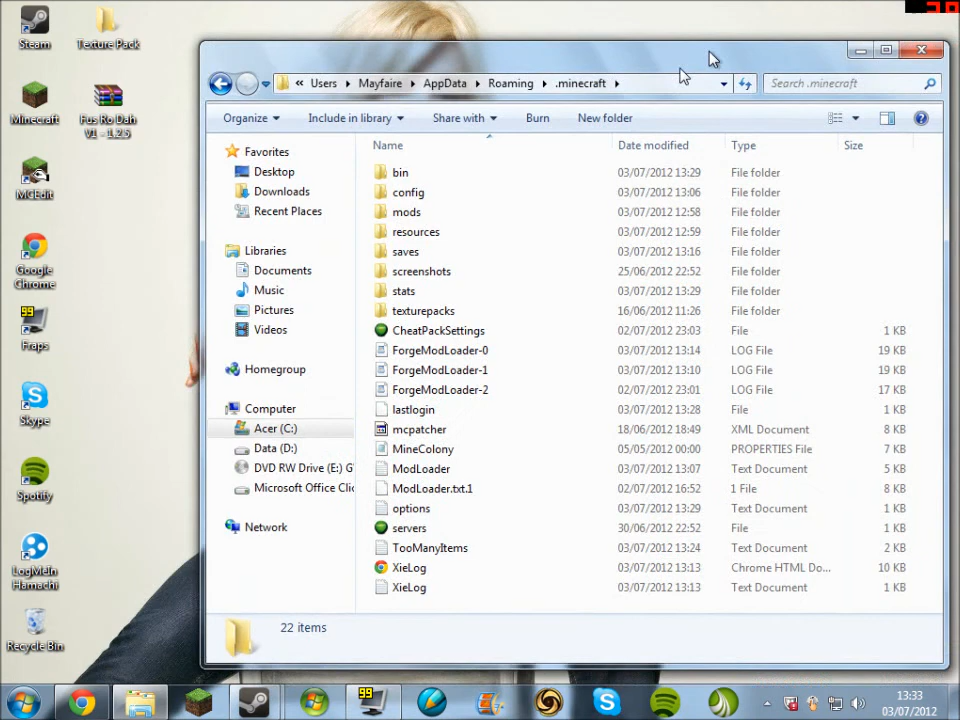 Steam
Texture Pack
Minecraft
Fus Ro Dah
V1 - 1.2.5
MCEdit
Google
Chrome
99
Fraps
Skype
Spotify
LogMeIn
Hamachi
Recycle Bin
« Users Mayfaire AppData Roaming .minecraft
Search .minecraft
Organize Include in library Share with Burn New folder
Name Date modified Type Size
Favorites
Desktop
Downloads
Recent Places
Libraries
Documents
Music
Pictures
Videos
Homegroup
Computer
Acer (C:)
Data (D:)
DVD RW Drive (E:) G
Microsoft Office Clic
Network
bin 03/07/2012 13:29 File folder
config 03/07/2012 13:06 File folder
mods 03/07/2012 12:58 File folder
resources 03/07/2012 12:59 File folder
saves 03/07/2012 13:16 File folder
screenshots 25/06/2012 22:52 File folder
stats 03/07/2012 13:29 File folder
texturepacks 16/06/2012 11:26 File folder
CheatPackSettings 02/07/2012 23:03 File 1 KB
ForgeModLoader-0 03/07/2012 13:14 LOG File 19 KB
ForgeModLoader-1 03/07/2012 13:10 LOG File 19 KB
ForgeModLoader-2 02/07/2012 23:01 LOG File 17 KB
lastlogin 03/07/2012 13:28 File 1 KB
mcpatcher 18/06/2012 18:49 XML Document 8 KB
MineColony 05/05/2012 00:00 PROPERTIES File 7 KB
ModLoader 03/07/2012 13:07 Text Document 5 KB
ModLoader.txt.1 02/07/2012 16:52 1 File 8 KB
options 03/07/2012 13:29 Text Document 1 KB
servers 30/06/2012 22:52 File 1 KB
TooManyItems 03/07/2012 13:24 Text Document 2 KB
XieLog 03/07/2012 13:13 Chrome HTML Do... 10 KB
XieLog 03/07/2012 13:13 Text Document 1 KB
22 items
99
13:33
03/07/2012